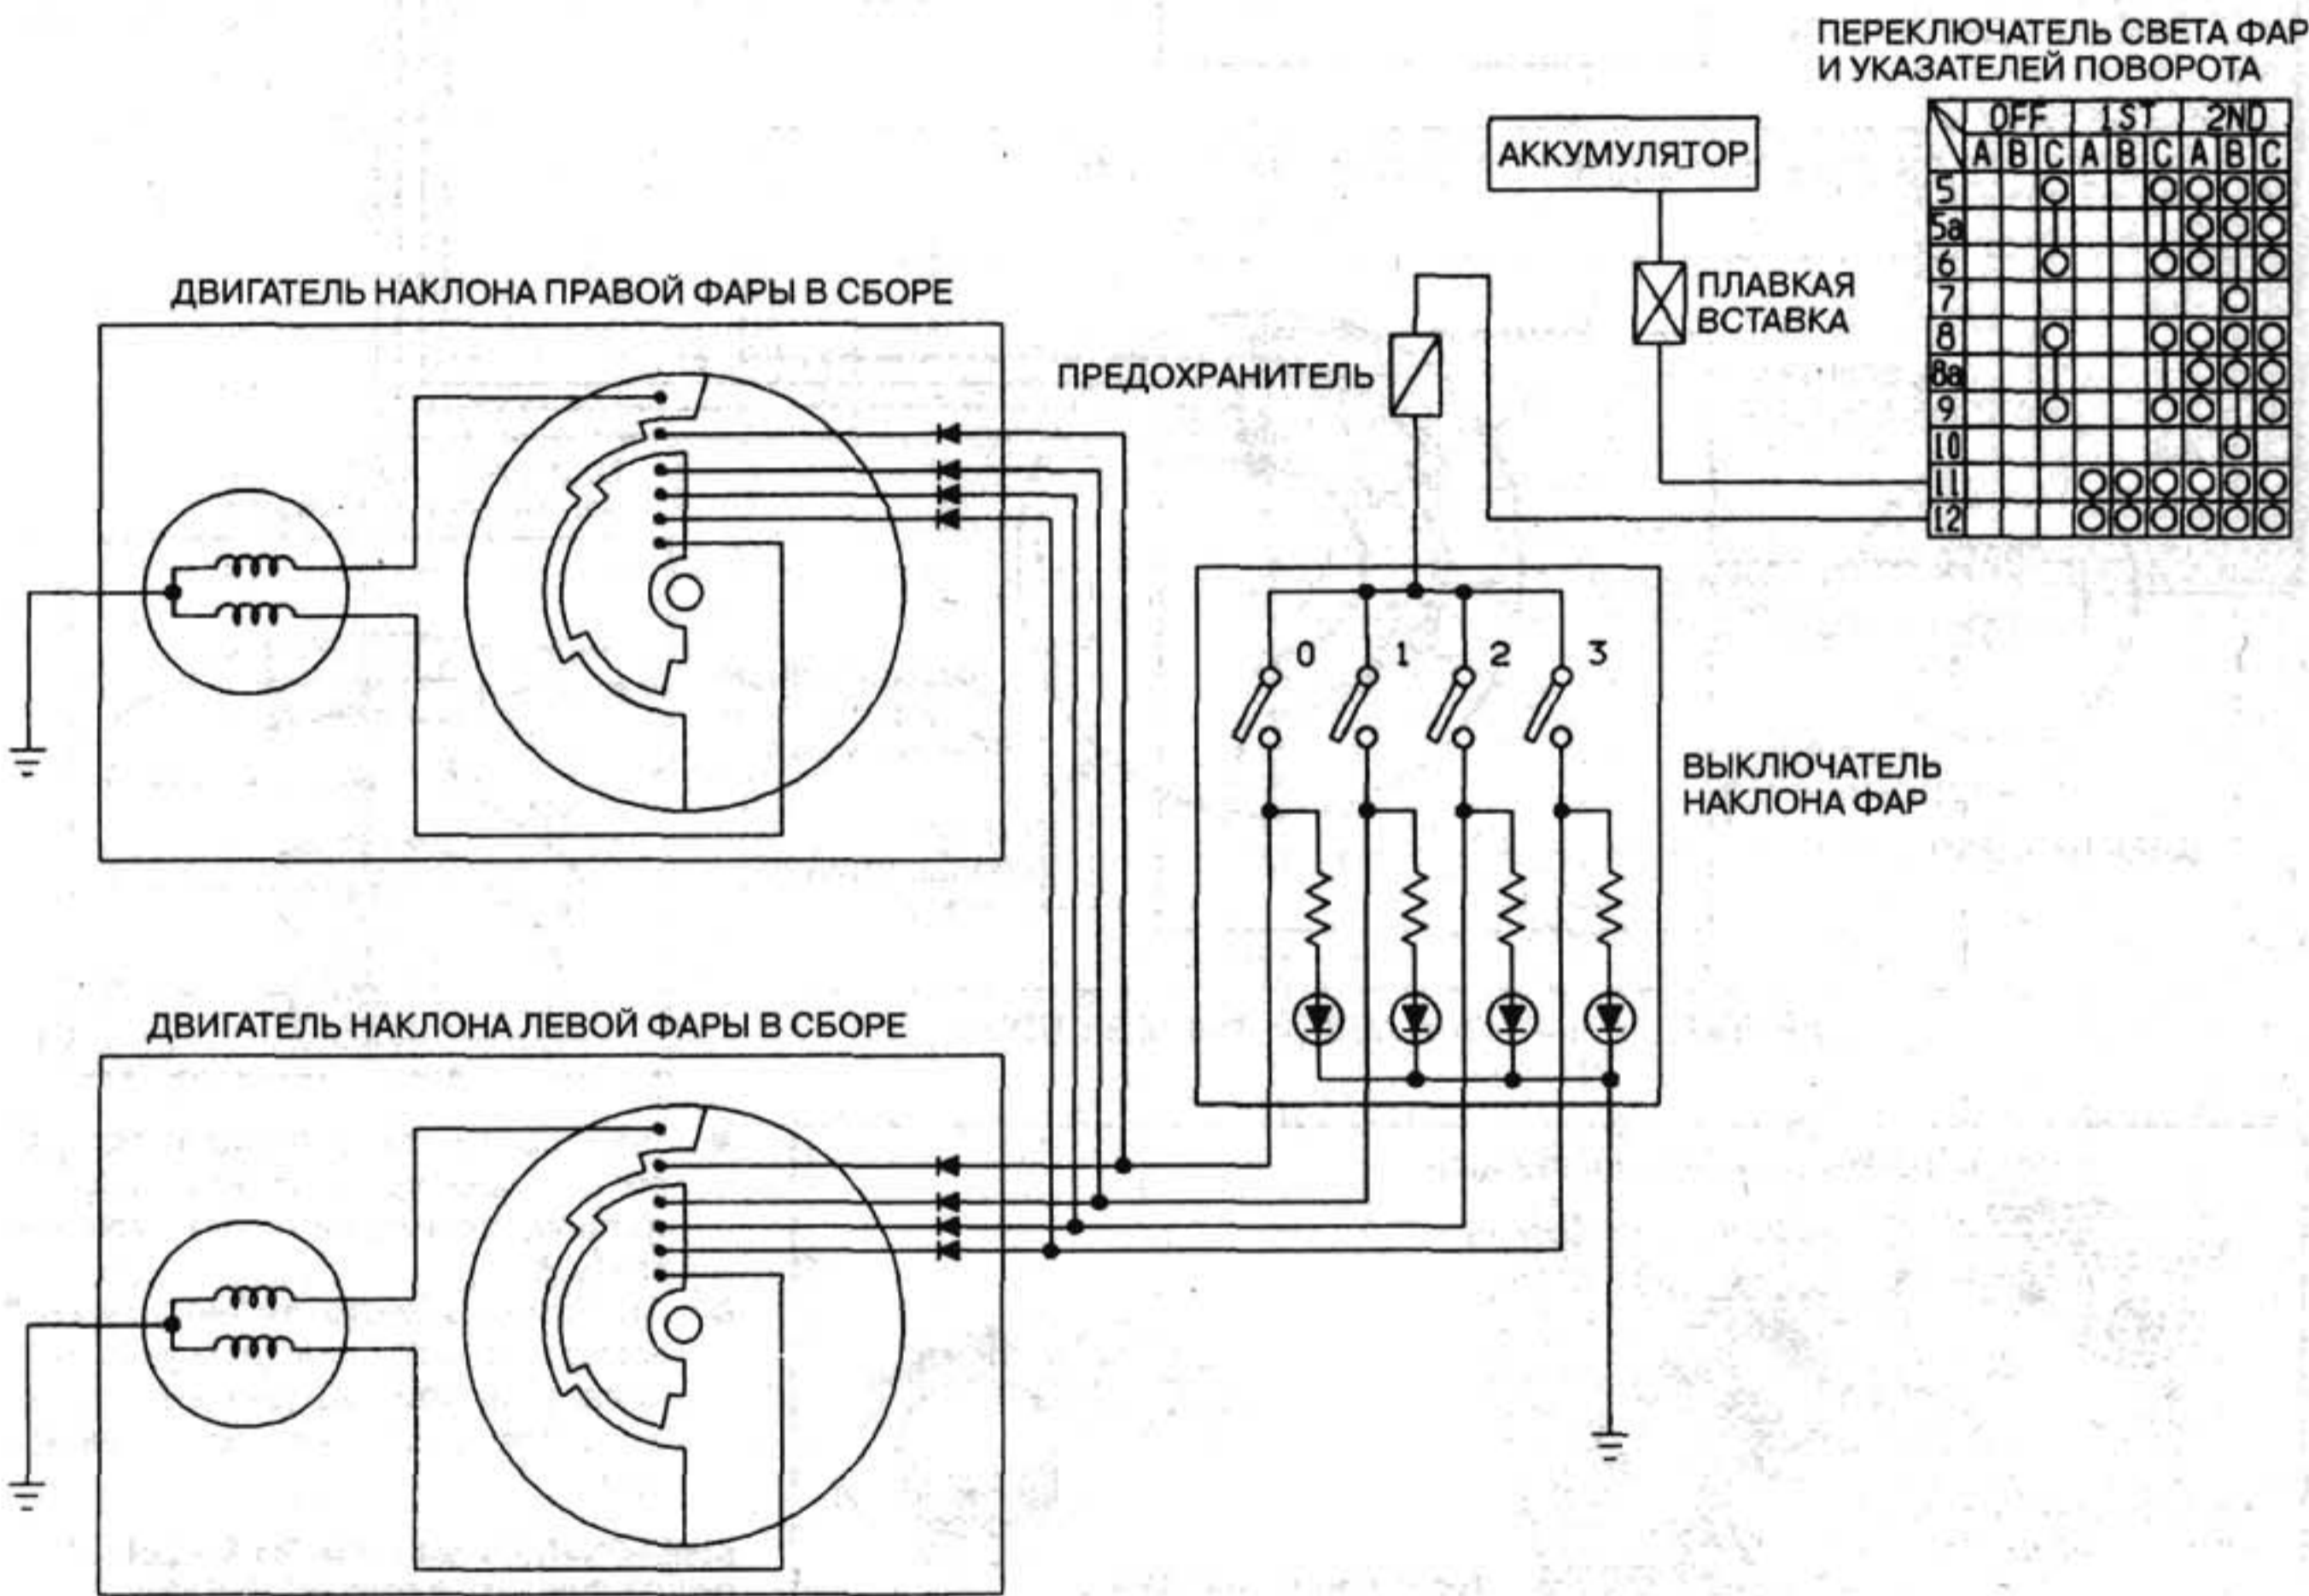 ПЕРЕКЛЮЧАТЕЛЬ СВЕТА ФАР
И УКАЗАТЕЛЕЙ ПОВОРОТА
OFF 1ST 2ND
A B C A B C A B C
5
5a
6
7
8
8a
9
10
11
12
АККУМУЛЯТОР
ПЛАВКАЯ
ВСТАВКА
ПРЕДОХРАНИТЕЛЬ
ДВИГАТЕЛЬ НАКЛОНА ПРАВОЙ ФАРЫ В СБОРЕ
0 1 2 3
ВЫКЛЮЧАТЕЛЬ
НАКЛОНА ФАР
ДВИГАТЕЛЬ НАКЛОНА ЛЕВОЙ ФАРЫ В СБОРЕ